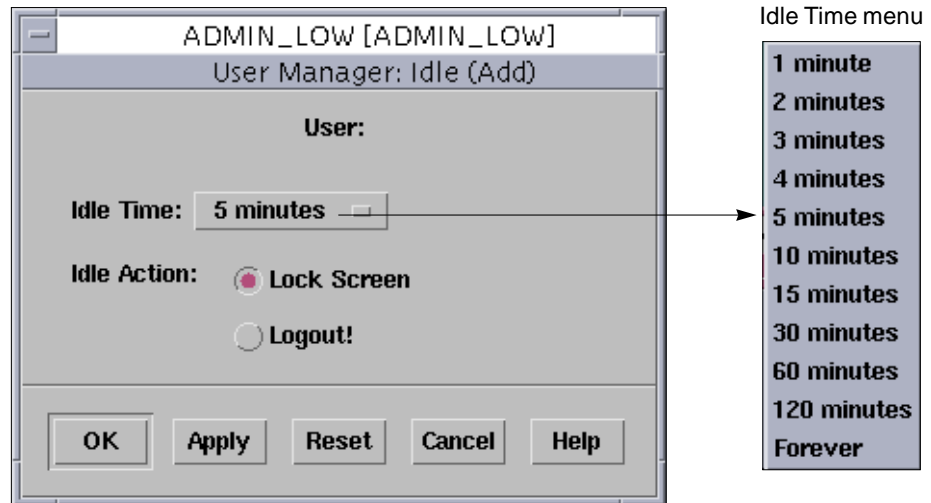 ADMIN_LOW [ADMIN_LOW]
User Manager: Idle (Add)
User:
Idle Time: 5 minutes
Idle Action: Lock Screen
Logout!
OK Apply Reset Cancel Help
Idle Time menu
1 minute
2 minutes
3 minutes
4 minutes
5 minutes
10 minutes
15 minutes
30 minutes
60 minutes
120 minutes
Forever